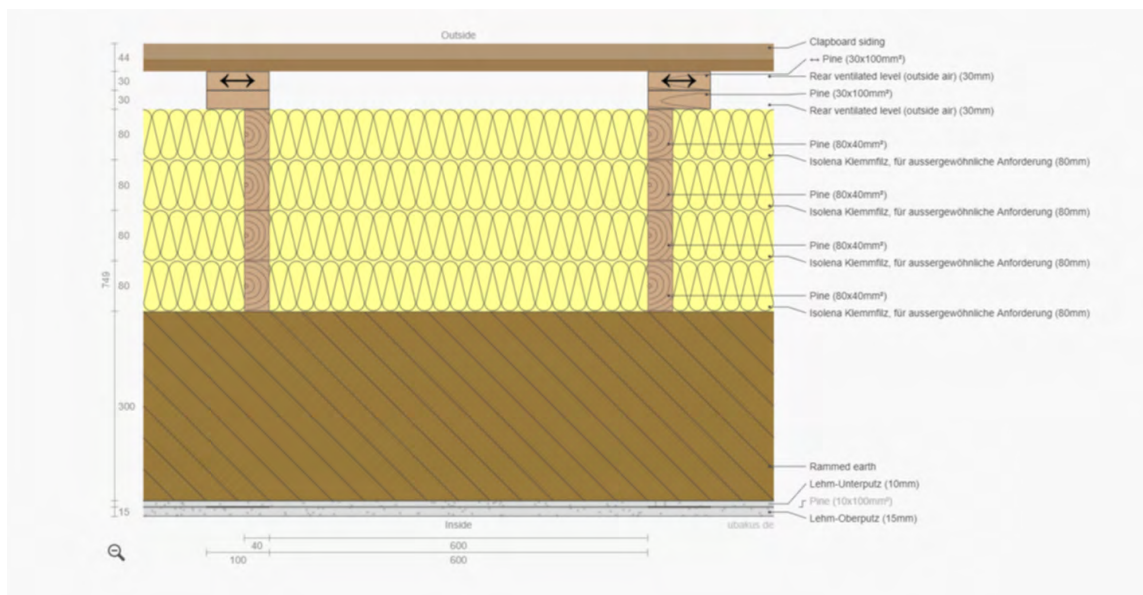 Outside
Clapboard siding
44
↔ Pine (30x100mm²)
30
Rear ventilated level (outside air) (30mm)
Pine (30x100mm²)
30
Rear ventilated level (outside air) (30mm)
80
Pine (80x40mm²)
Isolena Klemmfilz, für aussergewöhnliche Anforderung (80mm)
80
Pine (80x40mm²)
Isolena Klemmfilz, für aussergewöhnliche Anforderung (80mm)
80
Pine (80x40mm²)
Isolena Klemmfilz, für aussergewöhnliche Anforderung (80mm)
749
80
Pine (80x40mm²)
Isolena Klemmfilz, für aussergewöhnliche Anforderung (80mm)
300
Rammed earth
Lehm-Unterputz (10mm)
Pine (10x100mm²)
15
Lehm-Oberputz (15mm)
Inside
ubakus.de
40
600
100
600